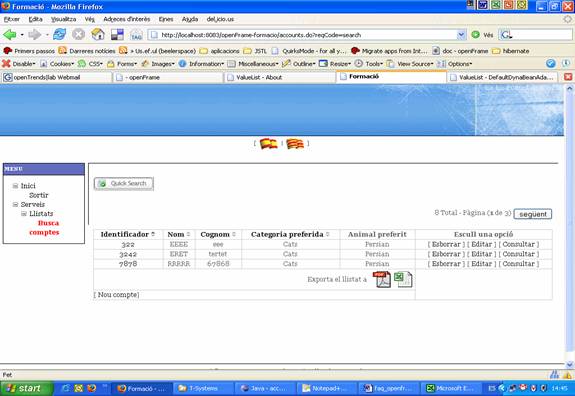 Formació - Mozilla Firefox
Fitxer Edita Visualitza Vés Adreces d'interès Eines Ajuda del.icio.us
TAG http://localhost:8083/openFrame-formacio/accounts.do?reqCode=search Vés
Primers passos Darreres notícies > Us.ef.ul (beelerspace) aplicacions JSTL QuirksMode - for all y... Migrate apps from Int... doc - openFrame hibernate
Disable Cookies CSS Forms Images Information Miscellaneous Outline Resize Tools View Source Options
openTrends|lab Webmail - openFrame ValueList - About Formació ValueList - DefaultDynaBeanAda...
[ | ]
MENU
Inici
Sortir
Serveis
Llistats
Busca
comptes
Quick Search
8 Total - Pàgina (1 de 3) següent
Identificador Nom Cognom Categoria preferida Animal preferit Escull una opció
322 EEEE eee Cats Persian [ Esborrar ] [ Editar ] [ Consultar ]
3242 ERET tertet Cats Persian [ Esborrar ] [ Editar ] [ Consultar ]
7878 RRRRR 67868 Cats Persian [ Esborrar ] [ Editar ] [ Consultar ]
Exporta el llistat a
[ Nou compte]
Fet
start Formació - ... T-Systems Java - acc... Notepad+... faq_openfr... Microsoft E... ES 14:45